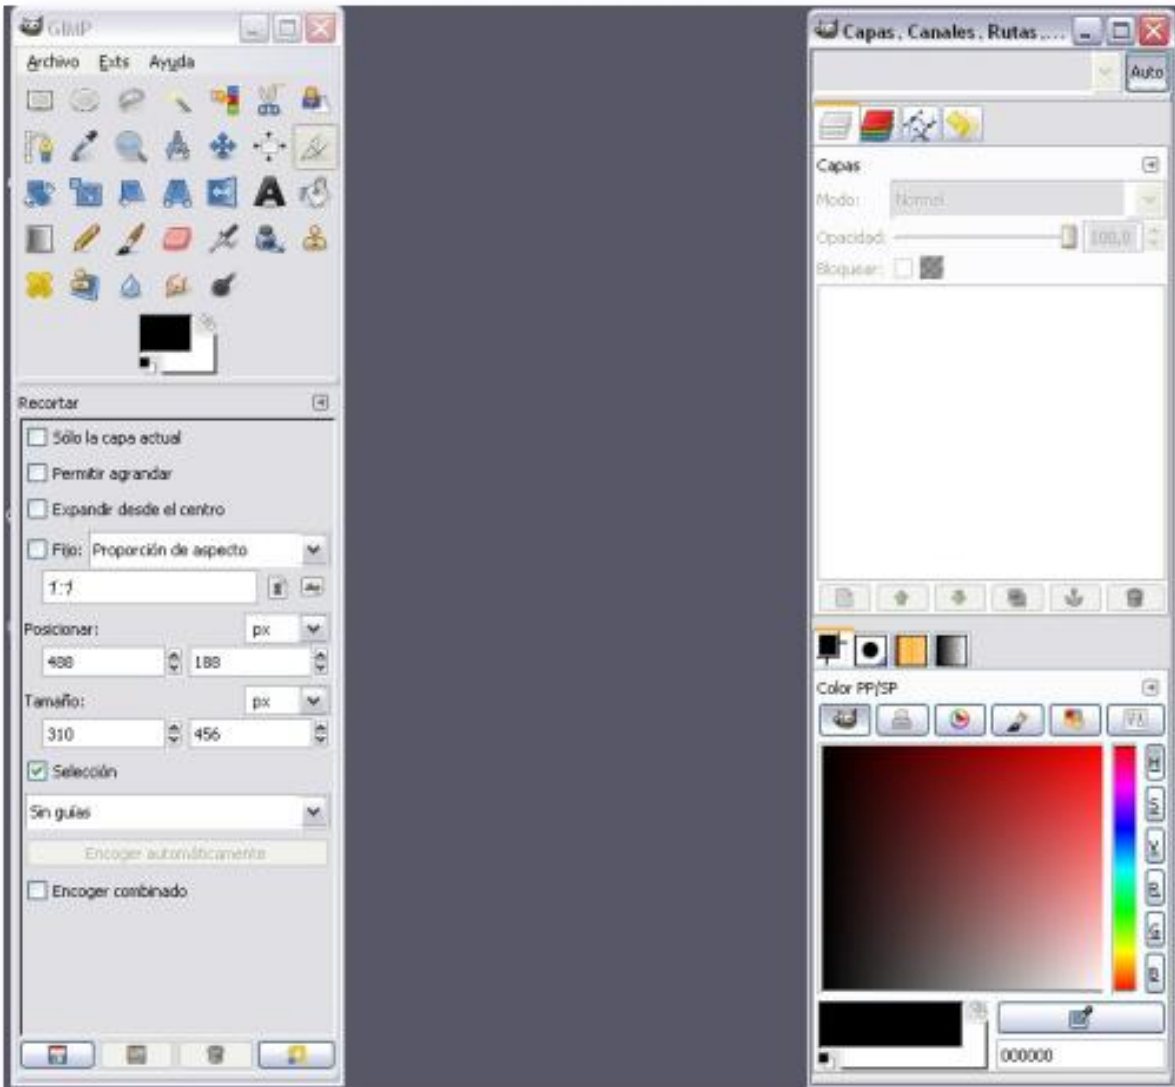 GIMP
Archivo Exts Ayuda
Recortar
Sólo la capa actual
Permitir agrandar
Expandir desde el centro
Fijo: Proporción de aspecto
1:1
Posicionar: px
488 188
Tamaño: px
310 456
Selección
Sin guías
Encoger automáticamente
Encoger combinado
Capas, Canales, Rutas,...
Auto
Capas
Modo: Normal
Opacidad: 100,0
Bloquear:
Color PP/SP
000000